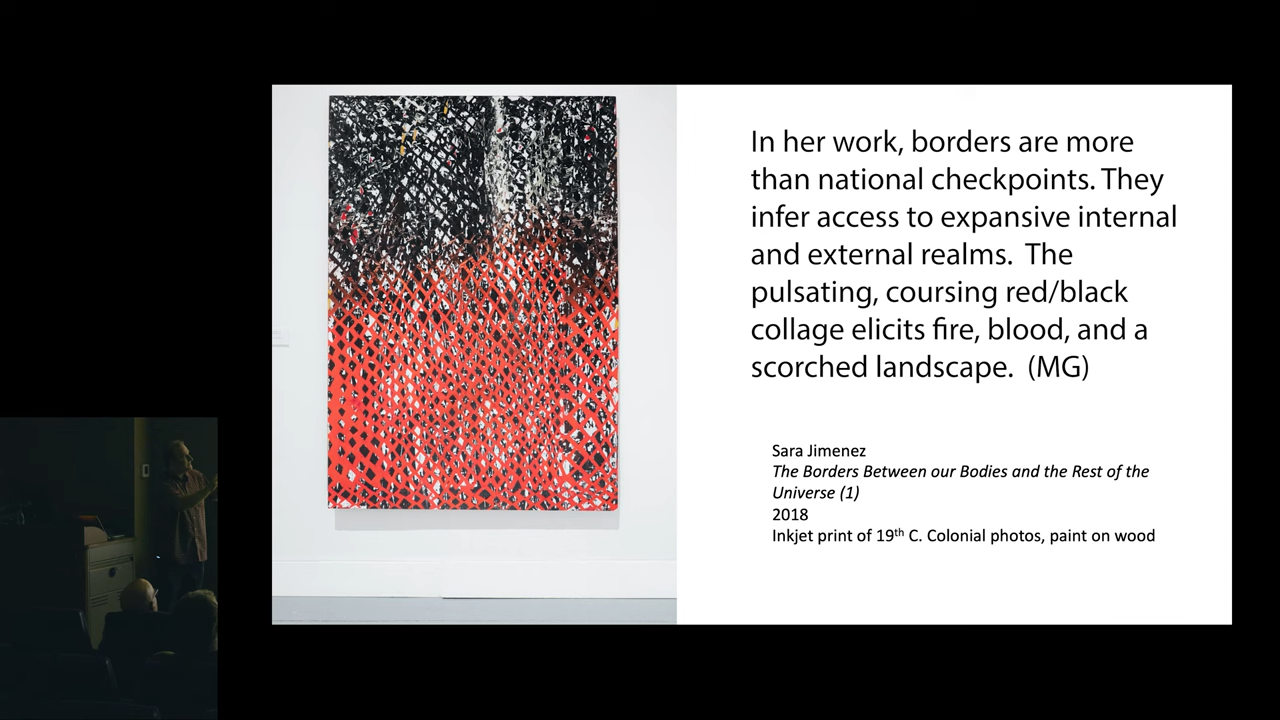 In her work, borders are more
than national checkpoints. They
infer access to expansive internal
and external realms.  The
pulsating, coursing red/black
collage elicits fire, blood, and a
scorched landscape.  (MG)
Sara Jimenez
The Borders Between our Bodies and the Rest of the
Universe (1)
2018
Inkjet print of 19th C. Colonial photos, paint on wood